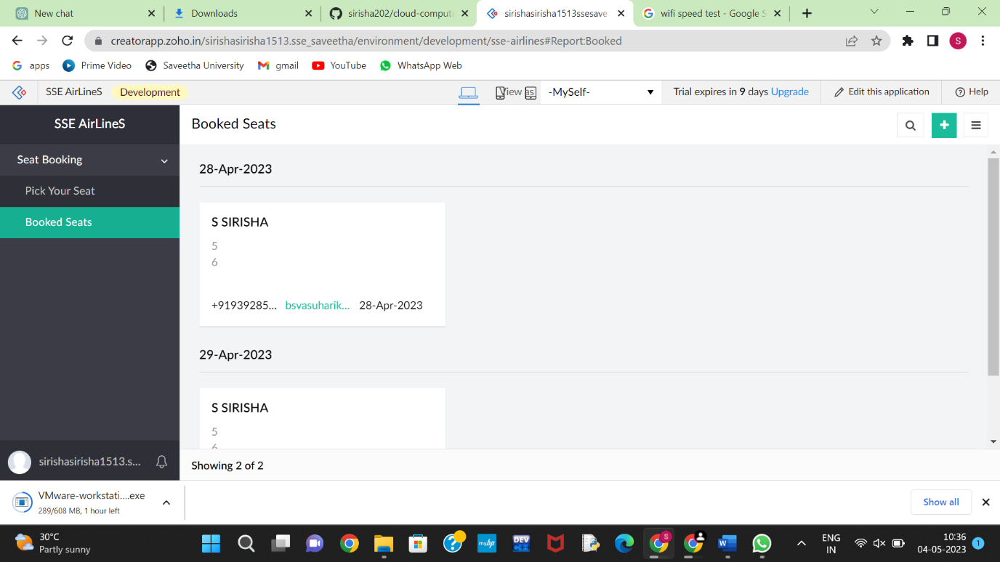 New chat
Downloads
sirisha202/cloud-computi
sirishasirisha1513ssesave
wifi speed test - Google S
creatorapp.zoho.in/sirishasirisha1513.sse_saveetha/environment/development/sse-airlines#Report:Booked
S
apps
Prime Video
Saveetha University
gmail
YouTube
WhatsApp Web
SSE AirLineS
Development
View as
-MySelf-
Trial expires in 9 days Upgrade
Edit this application
Help
SSE AirLineS
Seat Booking
Pick Your Seat
Booked Seats
Booked Seats
28-Apr-2023
S SIRISHA
5
6
+91939285... bsvasuharik... 28-Apr-2023
29-Apr-2023
S SIRISHA
5
6
sirishasirisha1513.s...
Showing 2 of 2
VMware-workstati....exe
289/608 MB, 1 hour left
Show all
30°C
Partly sunny
myhp
DEV
S
W
ENG
IN
10:36
04-05-2023
1